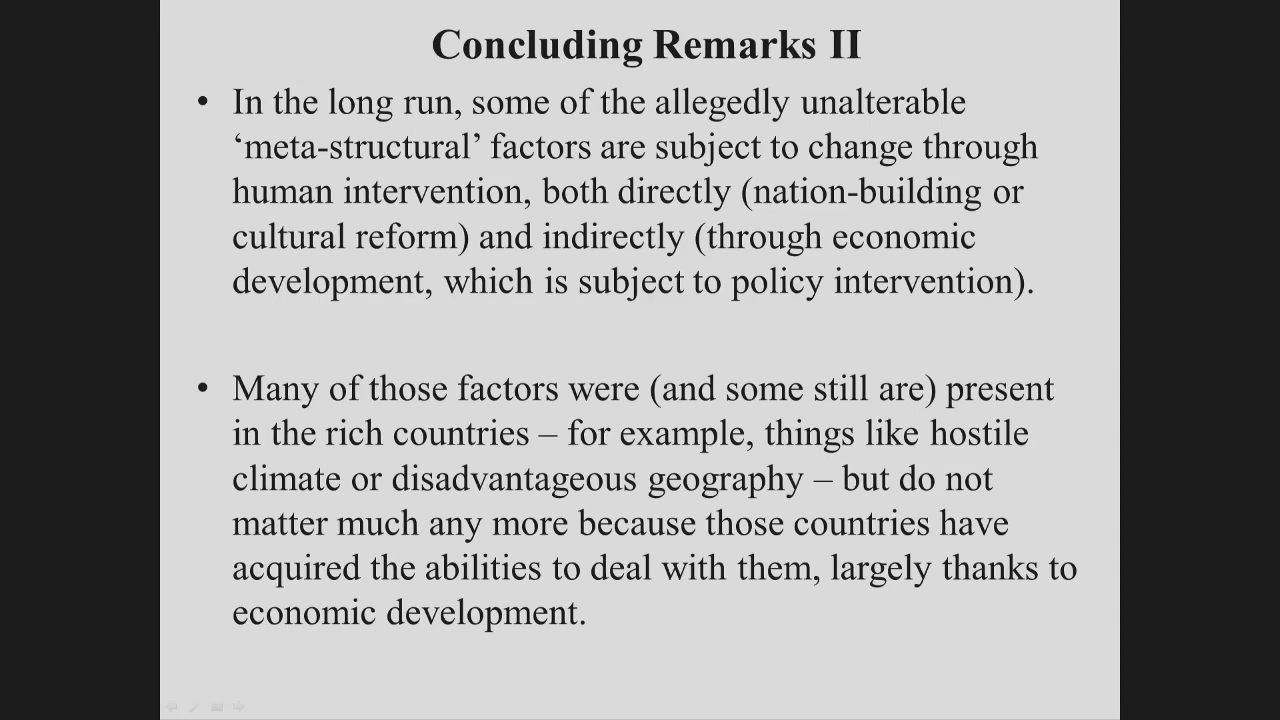 Concluding Remarks II
• In the long run, some of the allegedly unalterable
‘meta-structural’ factors are subject to change through
human intervention, both directly (nation-building or
cultural reform) and indirectly (through economic
development, which is subject to policy intervention).
• Many of those factors were (and some still are) present
in the rich countries – for example, things like hostile
climate or disadvantageous geography – but do not
matter much any more because those countries have
acquired the abilities to deal with them, largely thanks to
economic development.